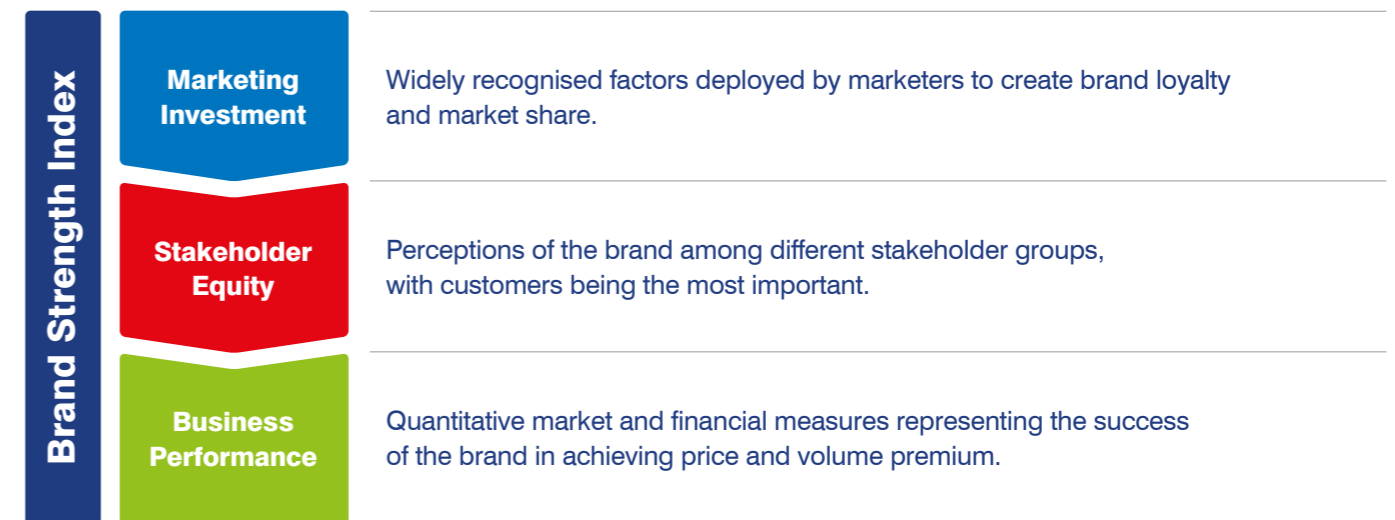 Brand Strength Index
Marketing
Investment
Widely recognised factors deployed by marketers to create brand loyalty
and market share.
Stakeholder
Equity
Perceptions of the brand among different stakeholder groups,
with customers being the most important.
Business
Performance
Quantitative market and financial measures representing the success
of the brand in achieving price and volume premium.